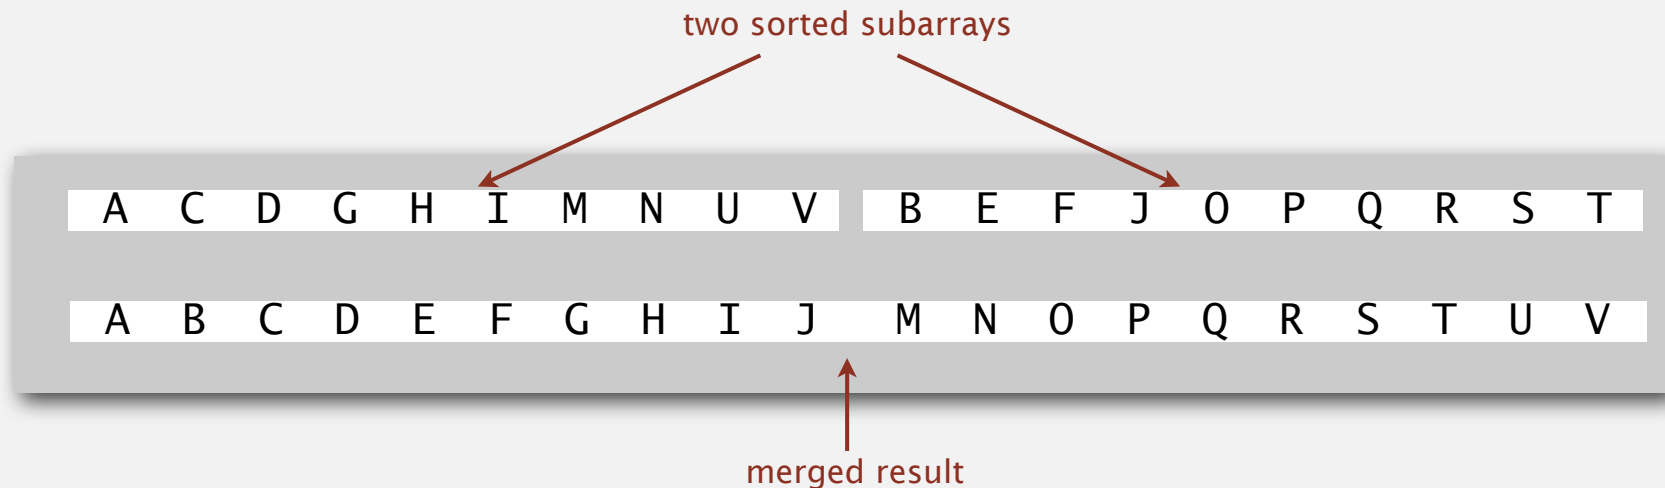 two sorted subarrays
A C D G H I M N U V B E F J O P Q R S T
A B C D E F G H I J M N O P Q R S T U V
merged result